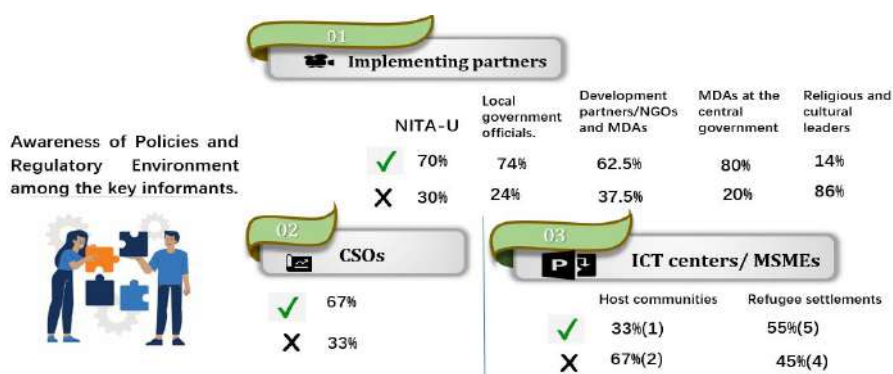 01
Implementing partners
Awareness of Policies and
Regulatory Environment
among the key informants.
NITA-U
Local
government
officials.
Development
partners/NGOs
and MDAs
MDAs at the
central
government
Religious and
cultural
leaders
✓ 70% 74% 62.5% 80% 14%
X 30% 24% 37.5% 20% 86%
02
CSOs
✓ 67%
X 33%
03
P
ICT centers/ MSMEs
Host communities Refugee settlements
✓ 33%(1) 55%(5)
X 67%(2) 45%(4)